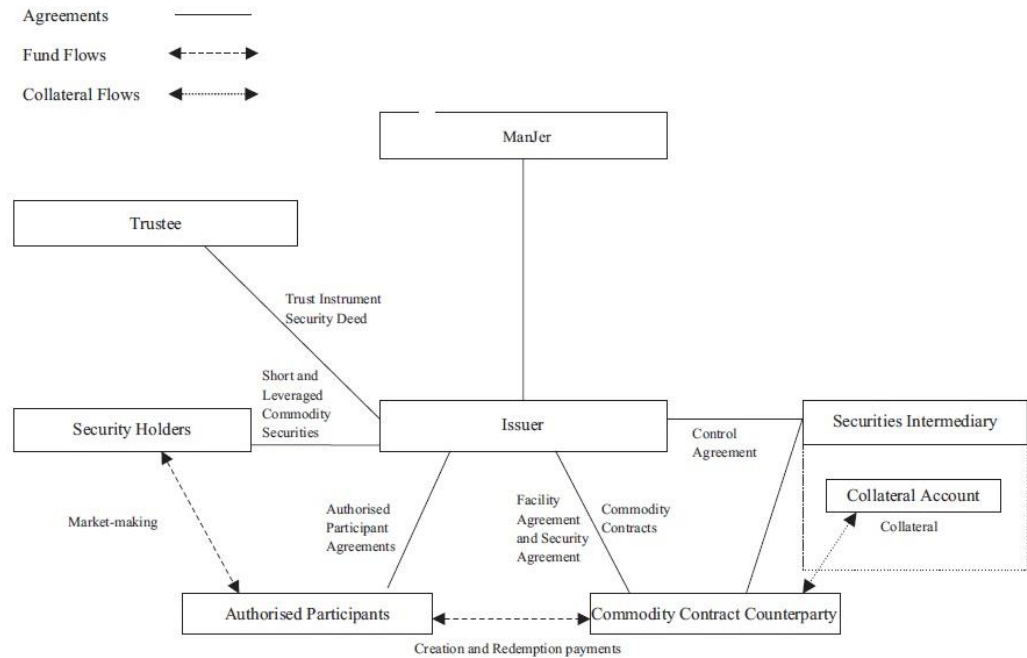 Agreements
Fund Flows
Collateral Flows
ManJer
Trustee
Trust Instrument
Security Deed
Short and
Leveraged
Commodity
Securities
Security Holders
Issuer
Control
Agreement
Securities Intermediary
Collateral Account
Collateral
Market-making
Authorised
Participant
Agreements
Facility
Agreement
and Security
Agreement
Commodity
Contracts
Authorised Participants
Commodity Contract Counterparty
Creation and Redemption payments